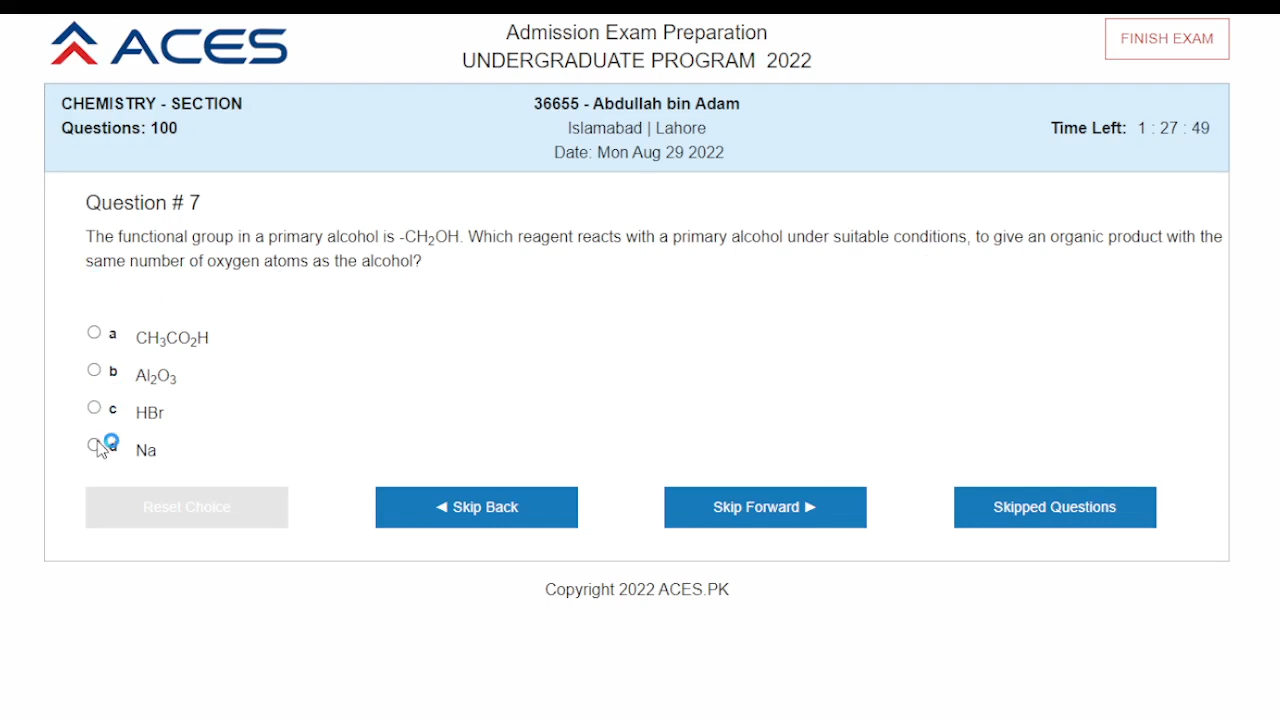 ACES
Admission Exam Preparation
UNDERGRADUATE PROGRAM 2022
FINISH EXAM
CHEMISTRY - SECTION
Questions: 100
36655 - Abdullah bin Adam
Islamabad | Lahore
Date: Mon Aug 29 2022
Time Left: 1 : 27 : 49
Question # 7
The functional group in a primary alcohol is -CH₂OH. Which reagent reacts with a primary alcohol under suitable conditions, to give an organic product with the
same number of oxygen atoms as the alcohol?
a CH₃CO₂H
b Al₂O₃
c HBr
d Na
Reset Choice
◄ Skip Back
Skip Forward ►
Skipped Questions
Copyright 2022 ACES.PK